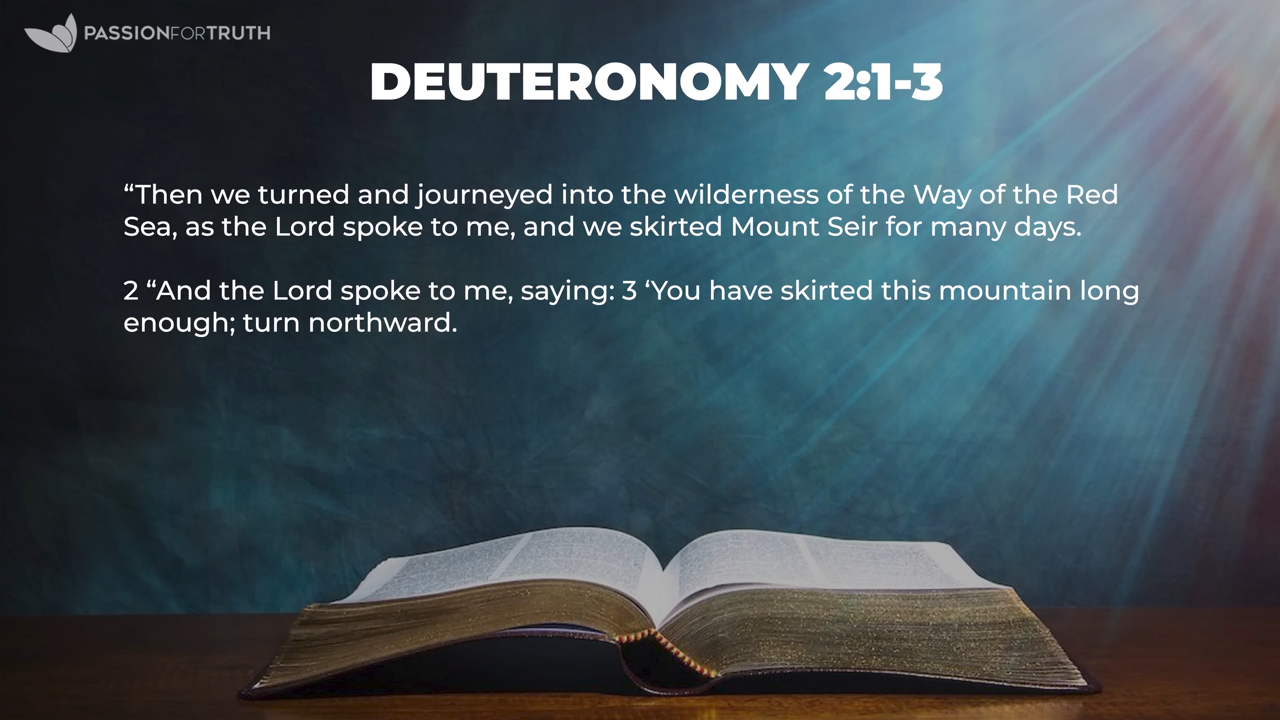 PASSIONFORTRUTH
DEUTERONOMY 2:1-3
“Then we turned and journeyed into the wilderness of the Way of the Red
Sea, as the Lord spoke to me, and we skirted Mount Seir for many days.
2 “And the Lord spoke to me, saying: 3 ‘You have skirted this mountain long
enough; turn northward.